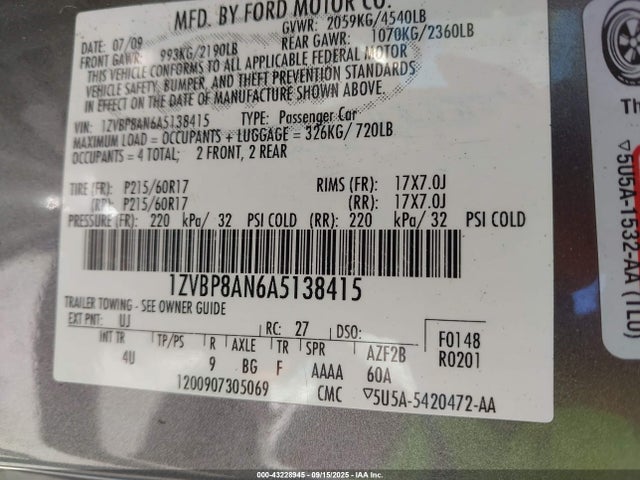 MFD. BY FORD MOTOR CO.
DATE: 07/09
GVWR: 2059KG/4540LB
FRONT GAWR: 993KG/2190LB
REAR GAWR: 1070KG/2360LB
THIS VEHICLE CONFORMS TO ALL APPLICABLE FEDERAL MOTOR
VEHICLE SAFETY, BUMPER, AND THEFT PREVENTION STANDARDS
IN EFFECT ON THE DATE OF MANUFACTURE SHOWN ABOVE.
VIN: 1ZVBP8AN6A5138415 TYPE: Passenger Car
MAXIMUM LOAD = OCCUPANTS + LUGGAGE = 326KG/ 720LB
OCCUPANTS = 4 TOTAL; 2 FRONT, 2 REAR
TIRE (FR): P215/60R17 RIMS (FR): 17X7.0J
(RR): P215/60R17 (RR): 17X7.0J
PRESSURE (FR): 220 kPa/ 32 PSI COLD (RR): 220 kPa/ 32 PSI COLD
1ZVBP8AN6A5138415
TRAILER TOWING - SEE OWNER GUIDE
EXT PNT: UJ RC: 27 DSO: F0148
INT TR TP/PS R AXLE TR SPR AZF2B R0201
4U 9 BG F AAAA 60A
1200907305069 CMC ▽5U5A-5420472-AA
TH
▽5U5A-1532-AA (LU)
000-43228945 - 09/15/2025 - IAA Inc.